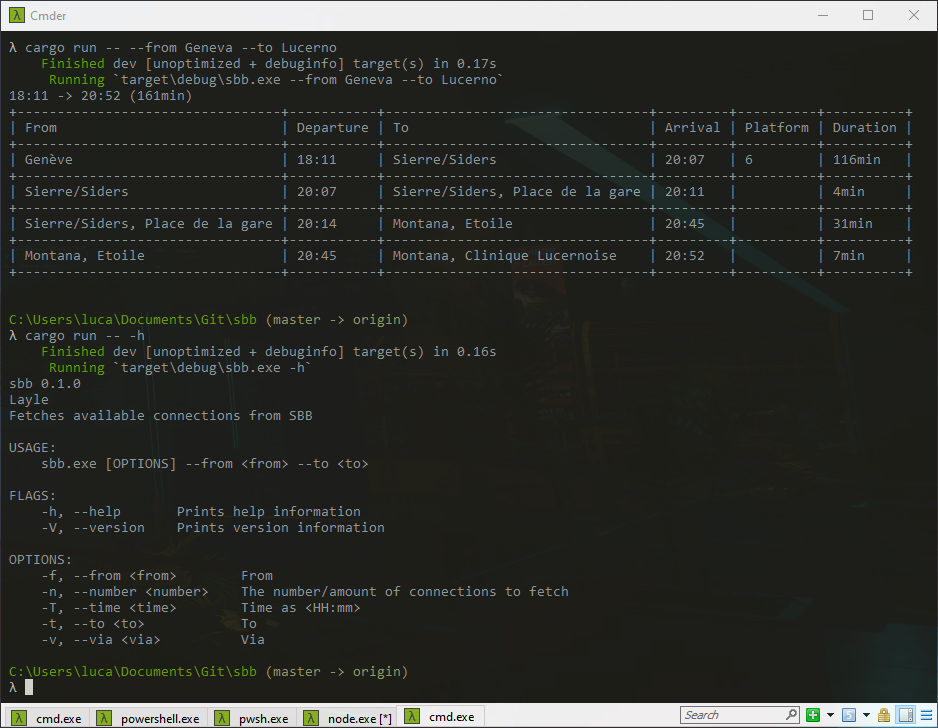 Cmder
λ cargo run -- --from Geneva --to Lucerno
Finished dev [unoptimized + debuginfo] target(s) in 0.17s
Running `target\debug\sbb.exe --from Geneva --to Lucerno`
18:11 -> 20:52 (161min)
+---------------------------------+-----------+---------------------------------+---------+----------+----------+
| From | Departure | To | Arrival | Platform | Duration |
+---------------------------------+-----------+---------------------------------+---------+----------+----------+
| Genève | 18:11 | Sierre/Siders | 20:07 | 6 | 116min |
+---------------------------------+-----------+---------------------------------+---------+----------+----------+
| Sierre/Siders | 20:07 | Sierre/Siders, Place de la gare | 20:11 | | 4min |
+---------------------------------+-----------+---------------------------------+---------+----------+----------+
| Sierre/Siders, Place de la gare | 20:14 | Montana, Etoile | 20:45 | | 31min |
+---------------------------------+-----------+---------------------------------+---------+----------+----------+
| Montana, Etoile | 20:45 | Montana, Clinique Lucernoise | 20:52 | | 7min |
+---------------------------------+-----------+---------------------------------+---------+----------+----------+
C:\Users\luca\Documents\Git\sbb (master -> origin)
λ cargo run -- -h
Finished dev [unoptimized + debuginfo] target(s) in 0.16s
Running `target\debug\sbb.exe -h`
sbb 0.1.0
Layle
Fetches available connections from SBB
USAGE:
sbb.exe [OPTIONS] --from <from> --to <to>
FLAGS:
-h, --help Prints help information
-V, --version Prints version information
OPTIONS:
-f, --from <from> From
-n, --number <number> The number/amount of connections to fetch
-T, --time <time> Time as <HH:mm>
-t, --to <to> To
-v, --via <via> Via
C:\Users\luca\Documents\Git\sbb (master -> origin)
λ
λ cmd.exe λ powershell.exe λ pwsh.exe λ node.exe [*] λ cmd.exe Search